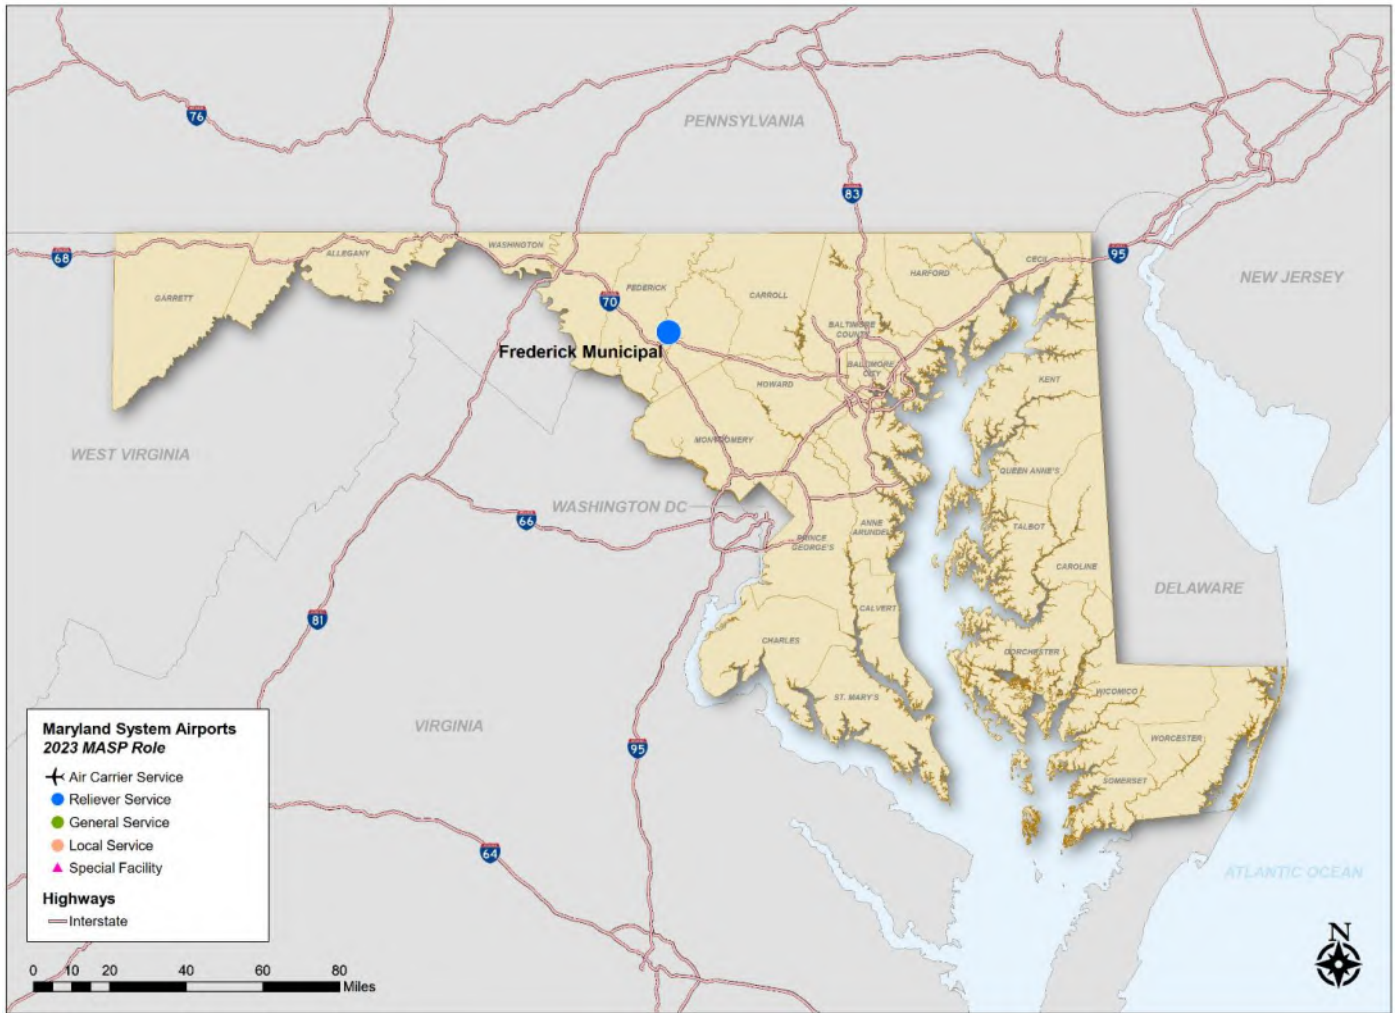 76
PENNSYLVANIA
83
68
ALLEGANY
WASHINGTON
95
GARRETT
70
FEDERICK
CARROLL
HARFORD
CECIL
NEW JERSEY
Frederick Municipal
BALTIMORE
COUNTY
BALTIMORE
CITY
HOWARD
KENT
WEST VIRGINIA
MONTGOMERY
QUEEN ANNE'S
WASHINGTON DC
66
ANNE
ARUNDEL
TALBOT
PRINCE
GEORGE'S
CAROLINE
DELAWARE
81
CALVERT
CHARLES
DORCHESTER
ST. MARY'S
WICOMICO
VIRGINIA
95
WORCESTER
SOMERSET
64
ATLANTIC OCEAN
Maryland System Airports
2023 MASP Role
Air Carrier Service
Reliever Service
General Service
Local Service
Special Facility
Highways
Interstate
N
0 10 20 40 60 80
Miles